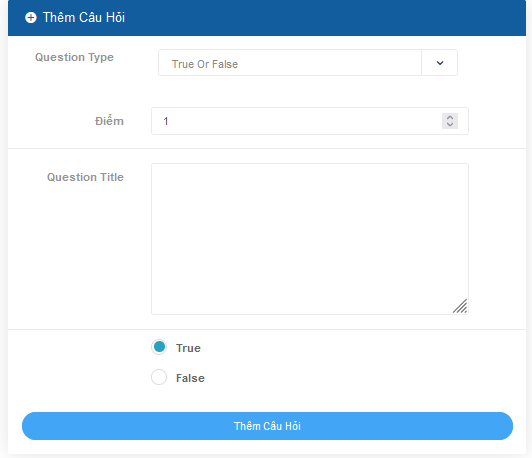 Thêm Câu Hỏi
Question Type
True Or False
Điểm
1
Question Title
True
False
Thêm Câu Hỏi